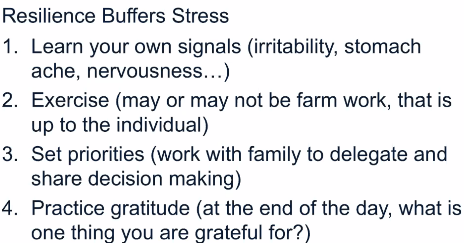 Resilience Buffers Stress
1. Learn your own signals (irritability, stomach
ache, nervousness…)
2. Exercise (may or may not be farm work, that is
up to the individual)
3. Set priorities (work with family to delegate and
share decision making)
4. Practice gratitude (at the end of the day, what is
one thing you are grateful for?)